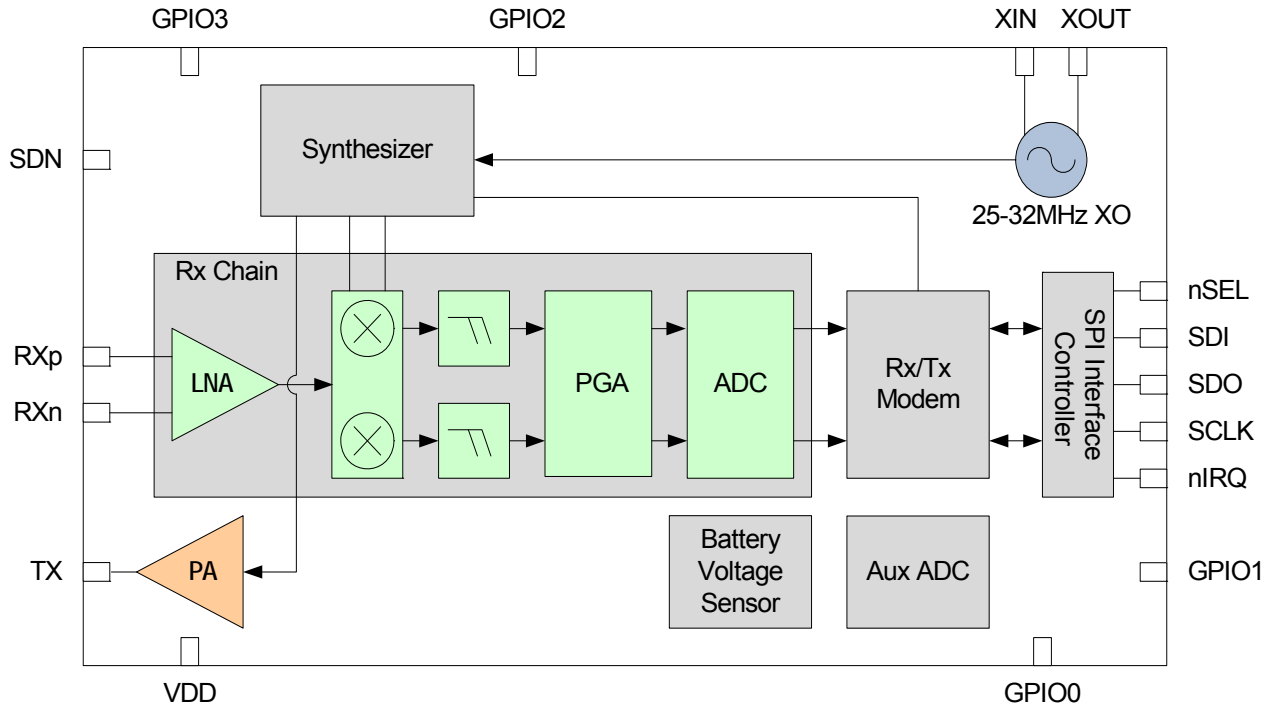 GPIO3
GPIO2
XIN
XOUT
Synthesizer
SDN
25-32MHz XO
Rx Chain
nSEL
SDI
SDO
SCLK
nIRQ
SPI Interface
Controller
RXp
RXn
LNA
PGA
ADC
Rx/Tx
Modem
TX
PA
Battery
Voltage
Sensor
Aux ADC
GPIO1
VDD
GPIO0